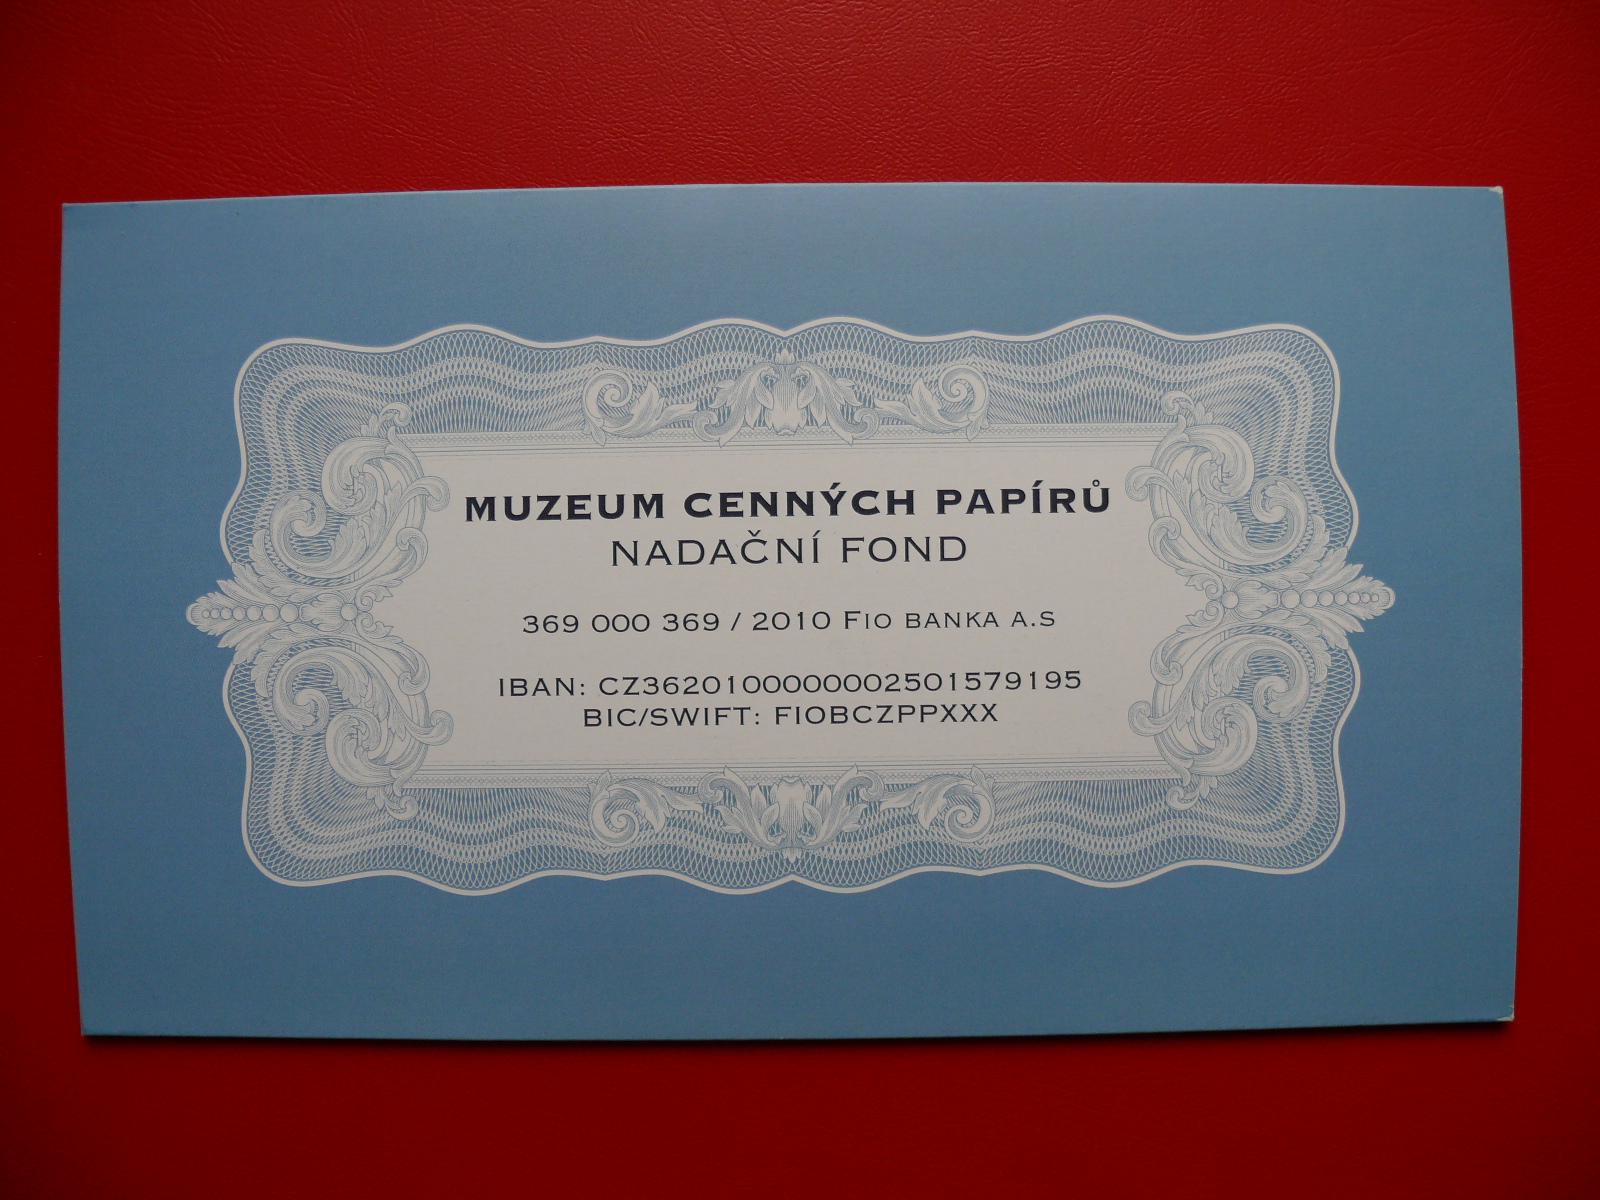 MUZEUM CENNÝCH PAPÍRŮ
NADAČNÍ FOND
369 000 369 / 2010 FIO BANKA A.S
IBAN: CZ3620100000002501579195
BIC/SWIFT: FIOBCZPPXXX